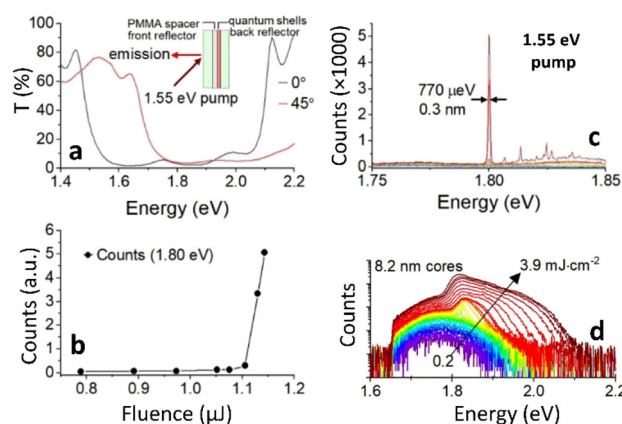 PMMA spacer
front reflector
quantum shells
back reflector
emission
1.55 eV pump
0°
45°
T (%)
80
60
40
20
0
a
1.4 1.6 1.8 2.0 2.2
Energy (eV)
1.55 eV
pump
770 µeV
0.3 nm
Counts (×1000)
5
4
3
2
1
0
c
1.75 1.80 1.85
Energy (eV)
Counts (1.80 eV)
Counts (a.u.)
6
5
4
3
2
1
0
b
0.8 0.9 1.0 1.1 1.2
Fluence (µJ)
8.2 nm cores
3.9 mJ·cm⁻²
0.2
Counts
d
1.6 1.8 2.0 2.2
Energy (eV)